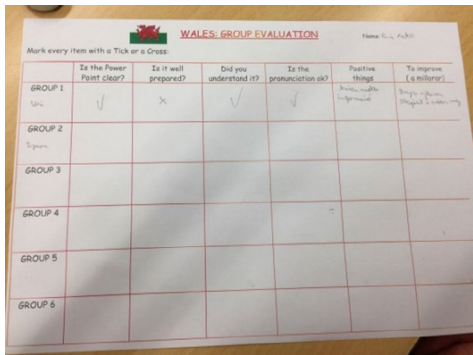 WALES: GROUP EVALUATION
Name:
Mark every item with a Tick or a Cross:
Is the Power Point clear?
Is it well prepared?
Did you understand it?
Is the pronunciation ok?
Positive things
To improve (a millorar)
GROUP 1
✓ x ✓ ✓
GROUP 2
GROUP 3
GROUP 4
GROUP 5
GROUP 6